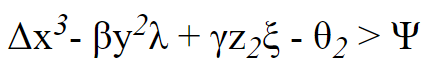 Δx³- βy²λ + γz₂ξ - θ₂ > Ψ